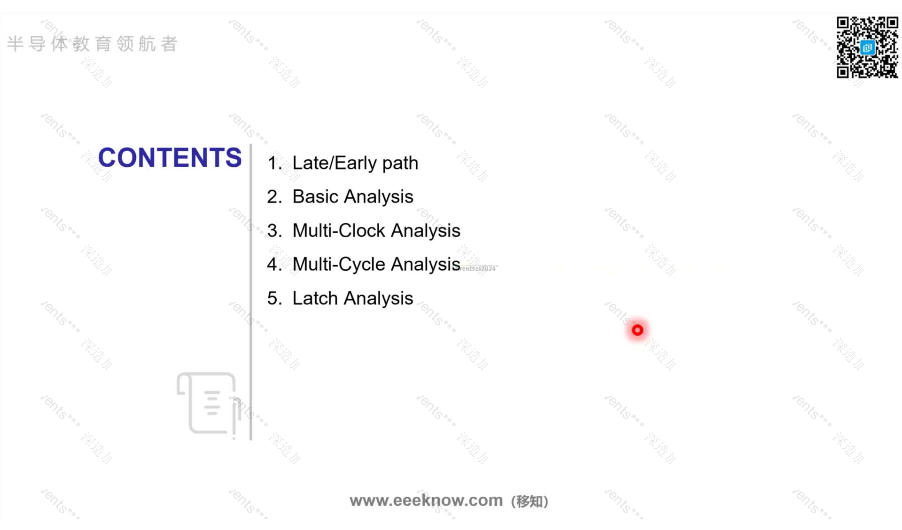 半导体教育领航者
CONTENTS
1. Late/Early path
2. Basic Analysis
3. Multi-Clock Analysis
4. Multi-Cycle Analysis
5. Latch Analysis
www.eeeknow.com（移知）